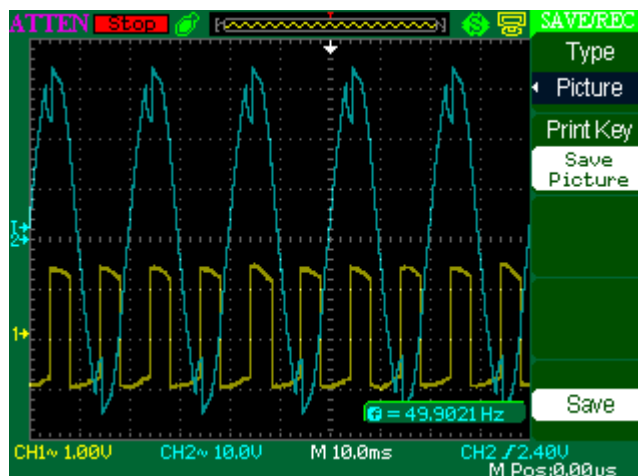 ATTEN Stop SAVE/REC
Type
Picture
Print Key
Save
Picture
T
2
1
f = 49.9021 Hz
Save
CH1~ 1.00V CH2~ 10.0V M 10.0ms CH2 / 2.40V
M Pos:0.00µs